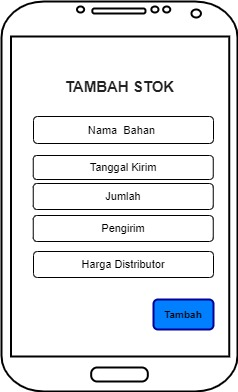 TAMBAH STOK
Nama Bahan
Tanggal Kirim
Jumlah
Pengirim
Harga Distributor
Tambah